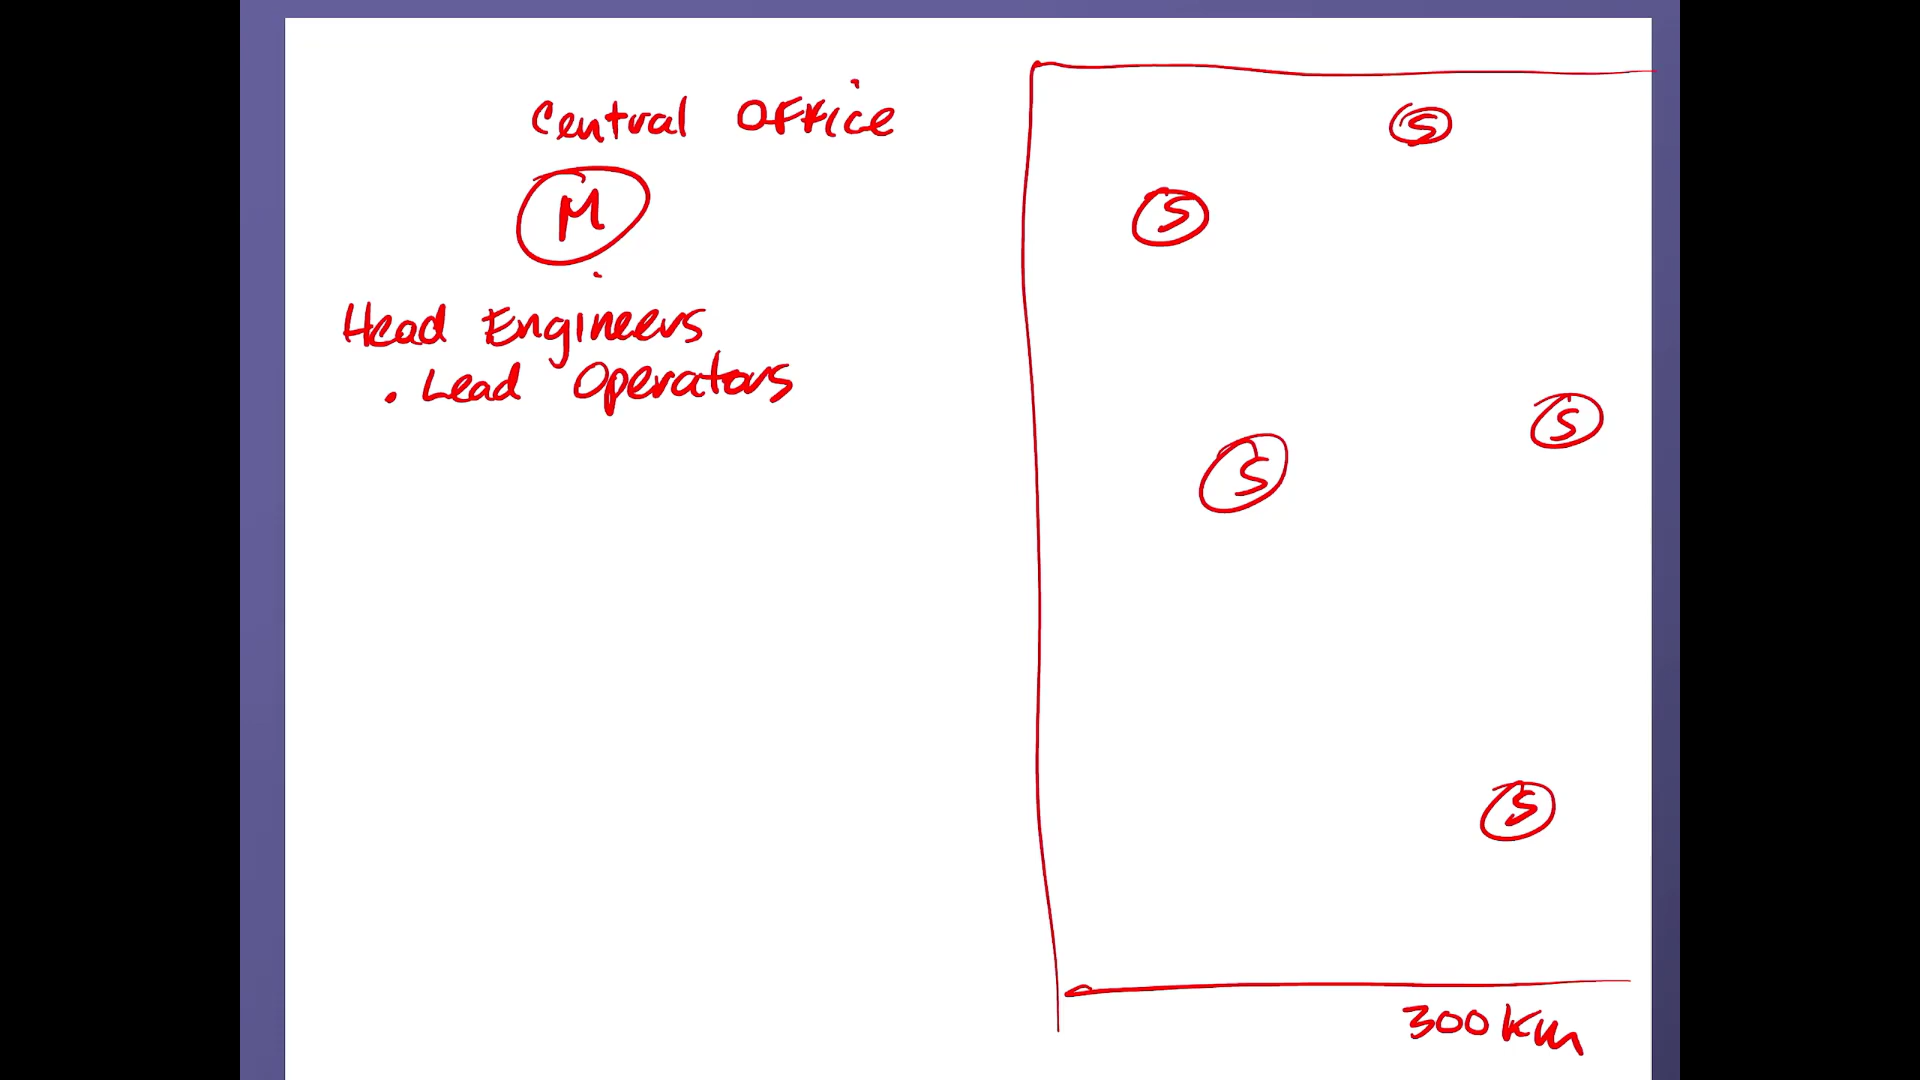 Central Office
M
Head Engineers
. Lead Operators
S
S
S
S
S
300 Km